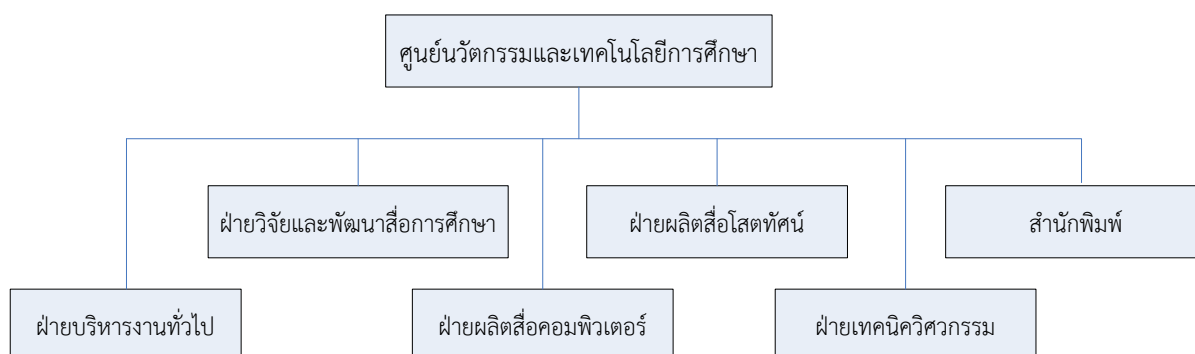 ศูนย์นวัตกรรมและเทคโนโลยีการศึกษา
ฝ่ายวิจัยและพัฒนาสื่อการศึกษา
ฝ่ายผลิตสื่อโสตทัศน์
สำนักพิมพ์
ฝ่ายบริหารงานทั่วไป
ฝ่ายผลิตสื่อคอมพิวเตอร์
ฝ่ายเทคนิควิศวกรรม